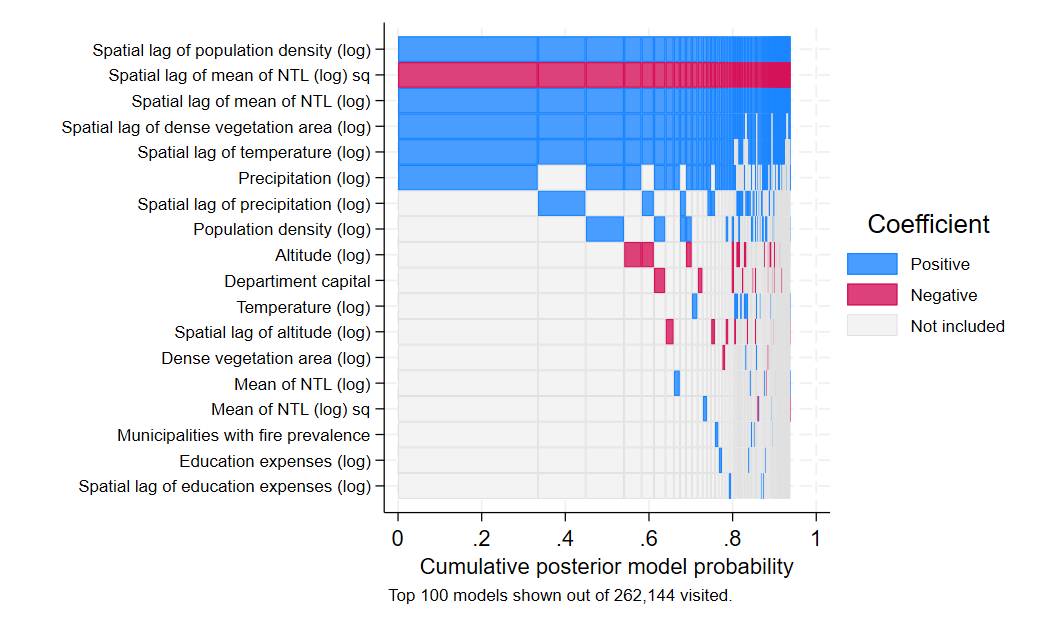 Spatial lag of population density (log)
Spatial lag of mean of NTL (log) sq
Spatial lag of mean of NTL (log)
Spatial lag of dense vegetation area (log)
Spatial lag of temperature (log)
Precipitation (log)
Spatial lag of precipitation (log)
Population density (log)
Altitude (log)
Departiment capital
Temperature (log)
Spatial lag of altitude (log)
Dense vegetation area (log)
Mean of NTL (log)
Mean of NTL (log) sq
Municipalities with fire prevalence
Education expenses (log)
Spatial lag of education expenses (log)
0 .2 .4 .6 .8 1
Cumulative posterior model probability
Top 100 models shown out of 262,144 visited.
Coefficient
Positive
Negative
Not included